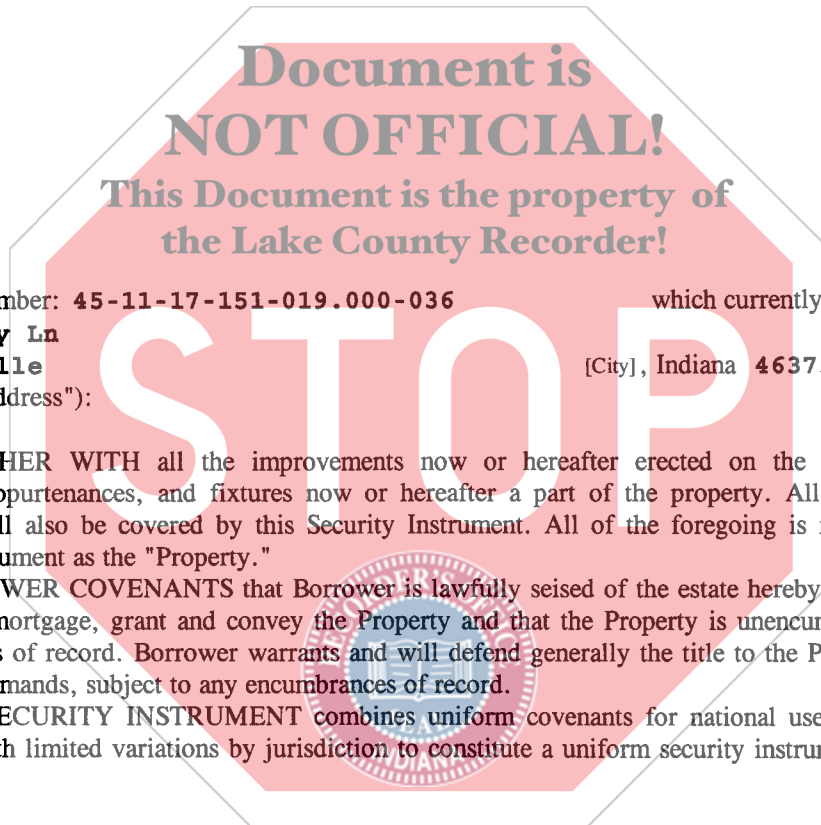 Document is
NOT OFFICIAL!
This Document is the property of
the Lake County Recorder!
mber: 45-11-17-151-019.000-036 which currently
y Ln
lle [City], Indiana 4637
ddress"):
STOP
HER WITH all the improvements now or hereafter erected on the
ppurtenances, and fixtures now or hereafter a part of the property. All
ll also be covered by this Security Instrument. All of the foregoing is
ument as the "Property."
WER COVENANTS that Borrower is lawfully seised of the estate hereby
mortgage, grant and convey the Property and that the Property is unencum
s of record. Borrower warrants and will defend generally the title to the P
mands, subject to any encumbrances of record.
RECORDER'S OFFICE
INDIANA
ECURITY INSTRUMENT combines uniform covenants for national use
th limited variations by jurisdiction to constitute a uniform security instru